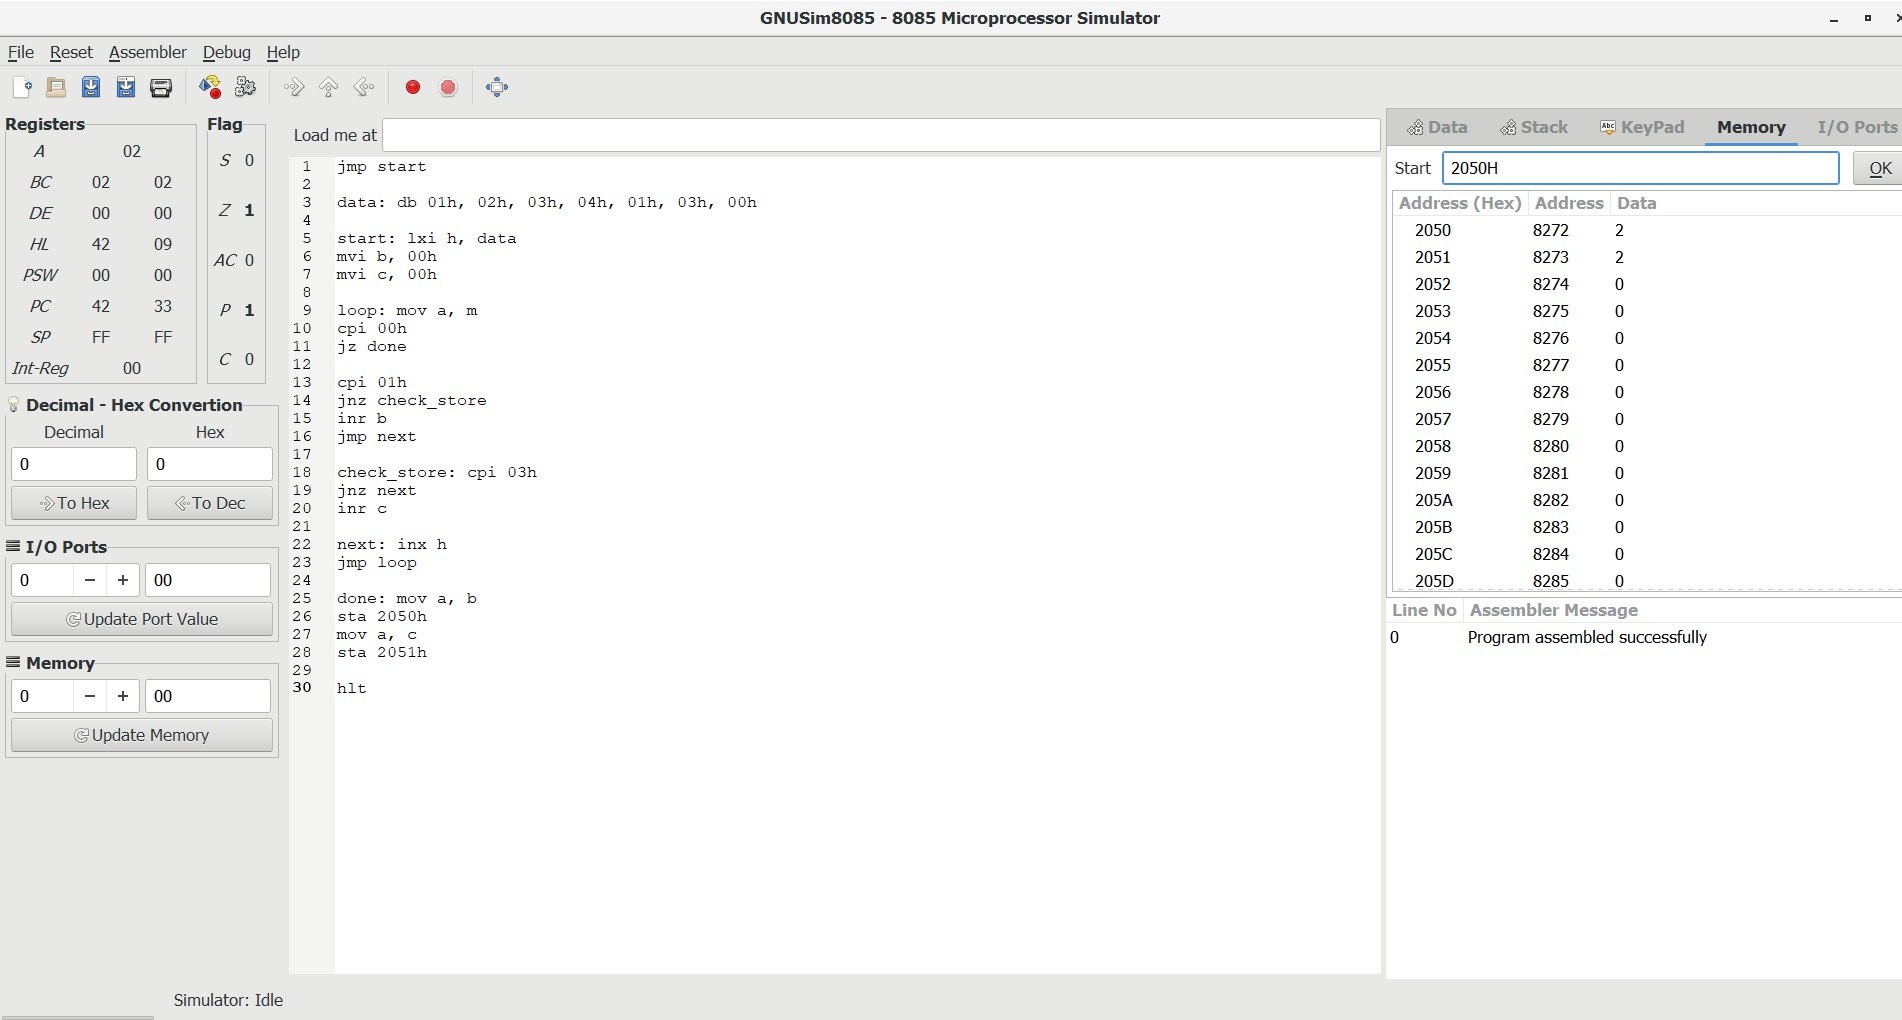 GNUSim8085 - 8085 Microprocessor Simulator
File Reset Assembler Debug Help
Registers
A 02
BC 02 02
DE 00 00
HL 42 09
PSW 00 00
PC 42 33
SP FF FF
Int-Reg 00
Flag
S 0
Z 1
AC 0
P 1
C 0
Decimal - Hex Convertion
Decimal Hex
0 0
To Hex To Dec
I/O Ports
0 − + 00
Update Port Value
Memory
0 − + 00
Update Memory
Load me at
1 jmp start
2
3 data: db 01h, 02h, 03h, 04h, 01h, 03h, 00h
4
5 start: lxi h, data
6 mvi b, 00h
7 mvi c, 00h
8
9 loop: mov a, m
10 cpi 00h
11 jz done
12
13 cpi 01h
14 jnz check_store
15 inr b
16 jmp next
17
18 check_store: cpi 03h
19 jnz next
20 inr c
21
22 next: inx h
23 jmp loop
24
25 done: mov a, b
26 sta 2050h
27 mov a, c
28 sta 2051h
29
30 hlt
Data Stack Abc KeyPad Memory I/O Ports
Start 2050H OK
Address (Hex) Address Data
2050 8272 2
2051 8273 2
2052 8274 0
2053 8275 0
2054 8276 0
2055 8277 0
2056 8278 0
2057 8279 0
2058 8280 0
2059 8281 0
205A 8282 0
205B 8283 0
205C 8284 0
205D 8285 0
Line No Assembler Message
0 Program assembled successfully
Simulator: Idle